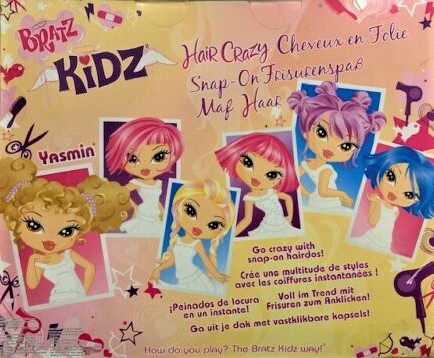 BRATZ
KiDZ
Hair Crazy Cheveux en Folie
Snap-On Frisurenspaß
Maf Haar
Yasmin
Go crazy with
snap-on hairdos!
Crée une multitude de styles
avec les coiffures instantanées !
¡Peinados de locura
en un instante!
Voll im Trend mit
Frisuren zum Anklicken!
Ga uit je dak met vastklikbare kapsels!
How do you play? The Bratz Kidz way!